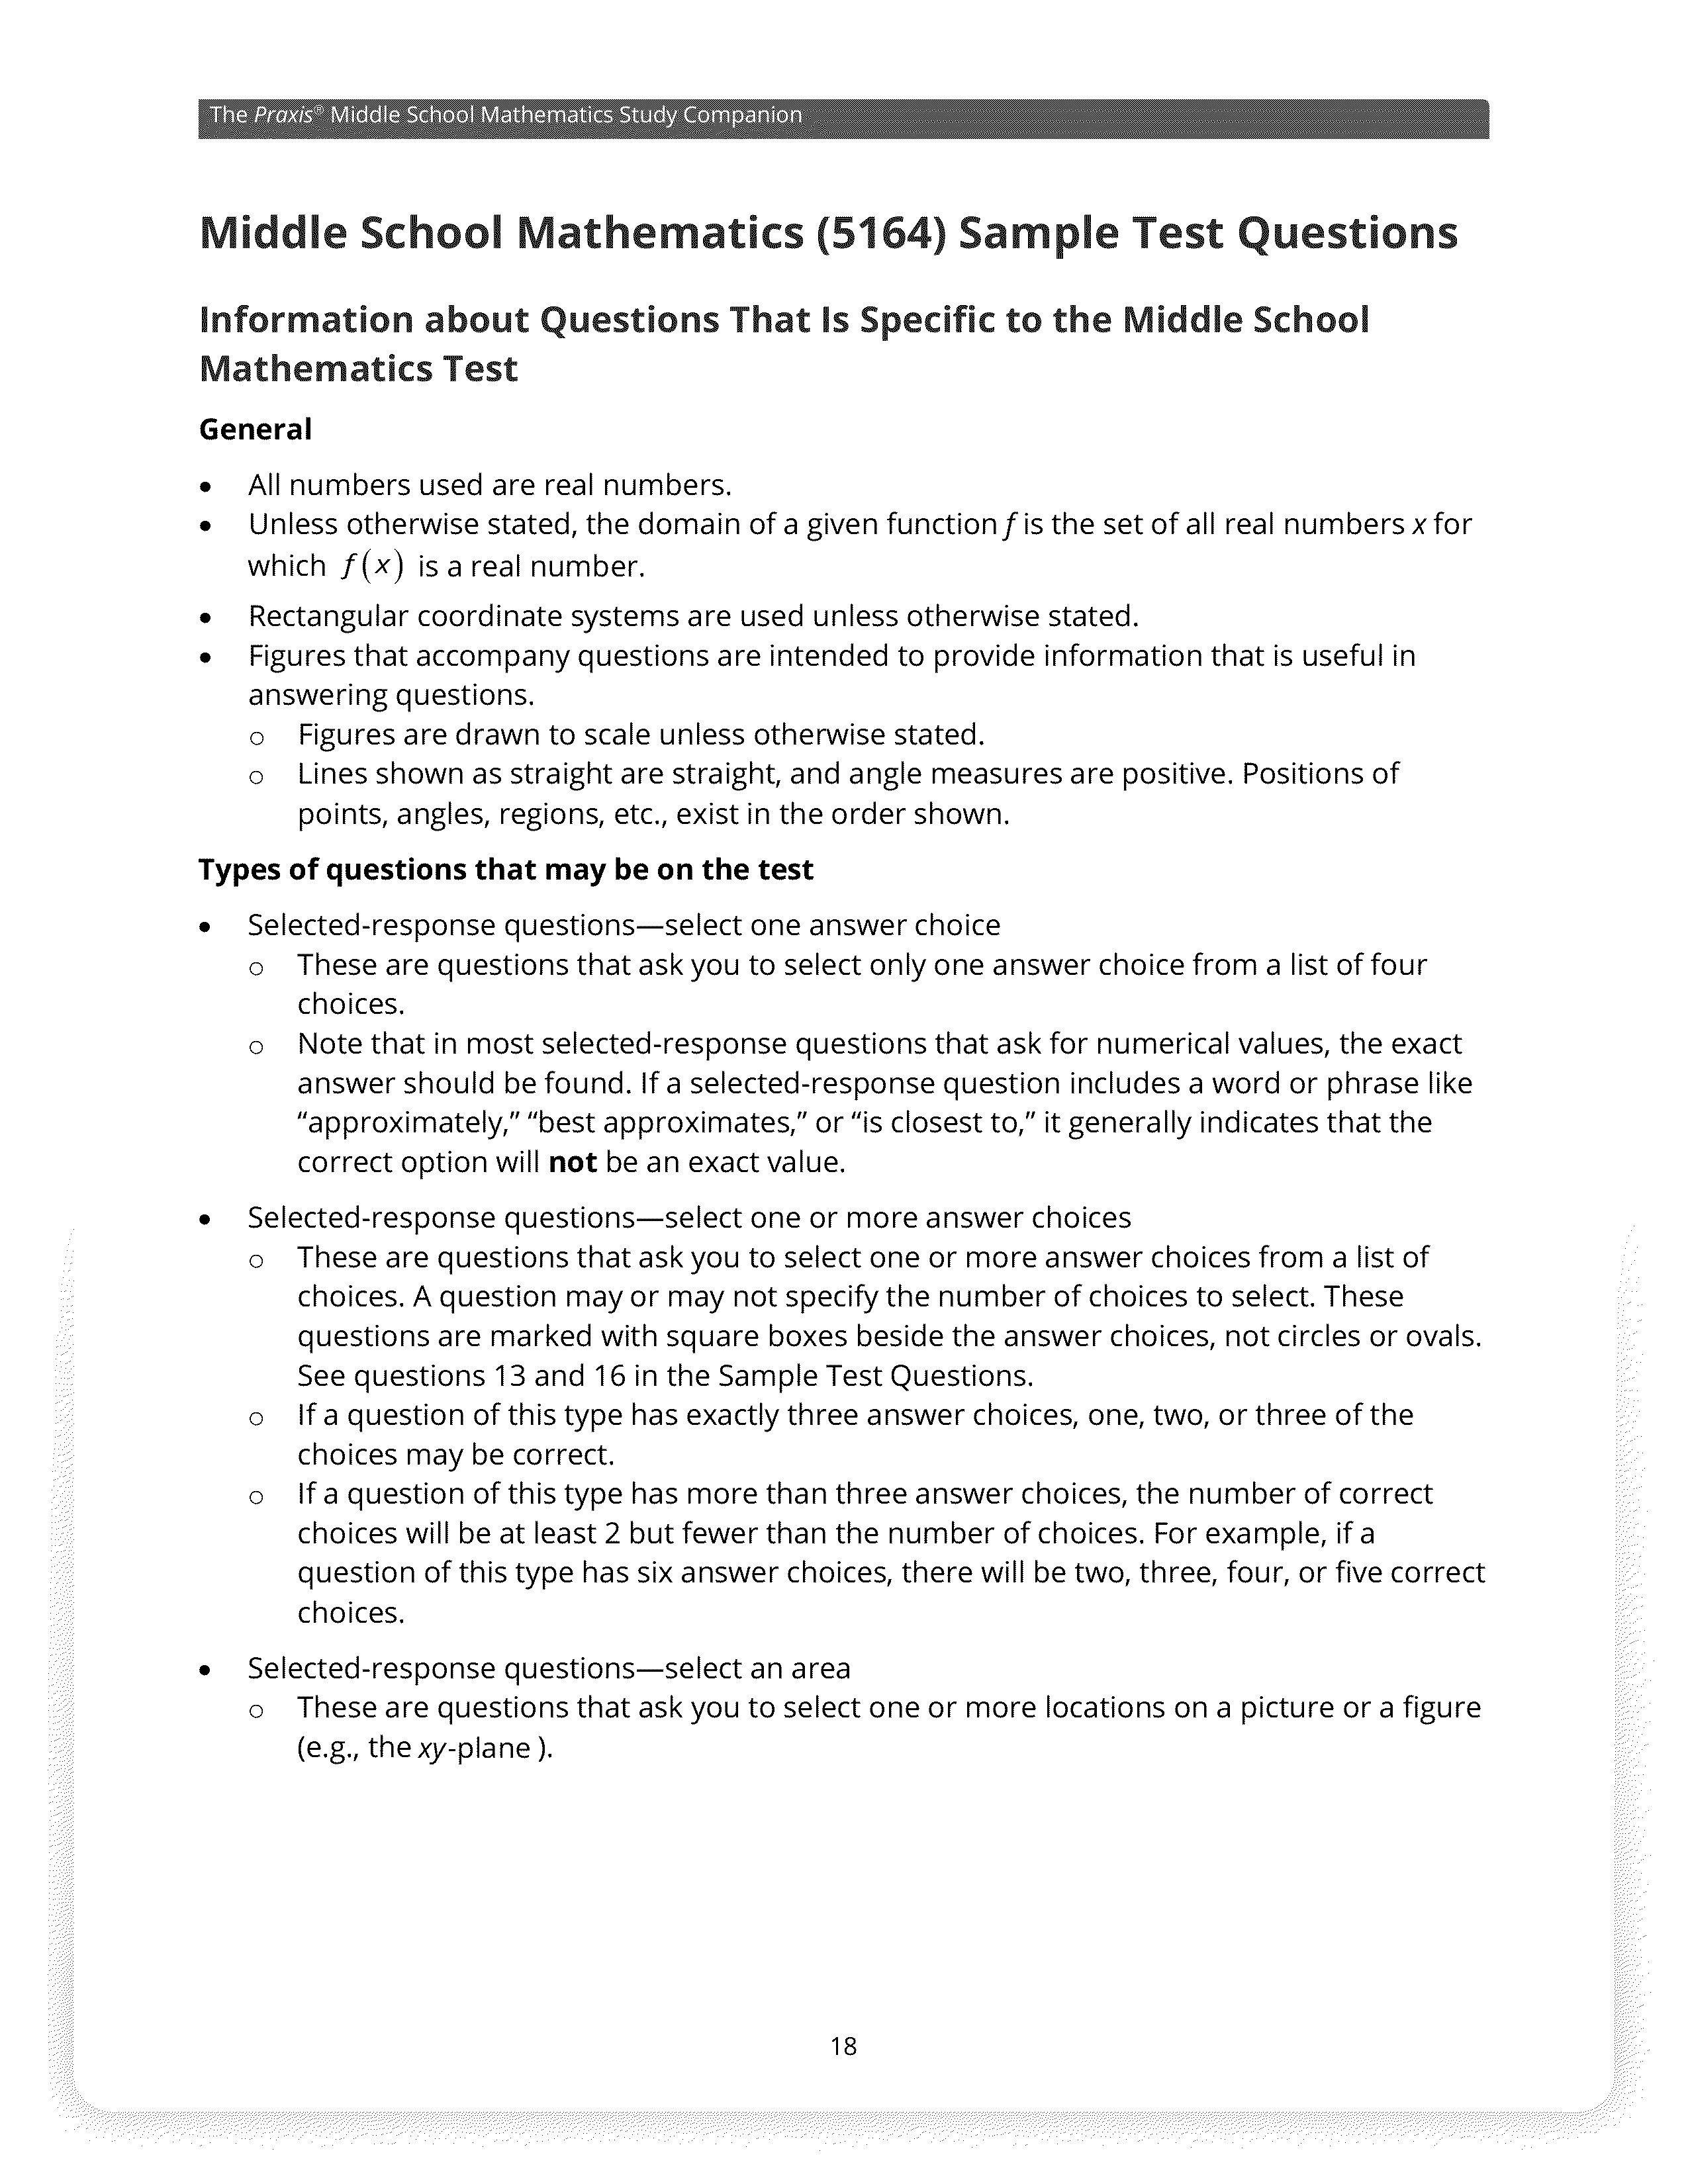 The Praxis® Middle School Mathematics Study Companion
Middle School Mathematics (5164) Sample Test Questions
Information about Questions That Is Specific to the Middle School
Mathematics Test
General
• All numbers used are real numbers.
• Unless otherwise stated, the domain of a given function f is the set of all real numbers x for
which f(x) is a real number.
• Rectangular coordinate systems are used unless otherwise stated.
• Figures that accompany questions are intended to provide information that is useful in
answering questions.
o Figures are drawn to scale unless otherwise stated.
o Lines shown as straight are straight, and angle measures are positive. Positions of
points, angles, regions, etc., exist in the order shown.
Types of questions that may be on the test
• Selected-response questions—select one answer choice
o These are questions that ask you to select only one answer choice from a list of four
choices.
o Note that in most selected-response questions that ask for numerical values, the exact
answer should be found. If a selected-response question includes a word or phrase like
“approximately,” “best approximates,” or “is closest to,” it generally indicates that the
correct option will not be an exact value.
• Selected-response questions—select one or more answer choices
o These are questions that ask you to select one or more answer choices from a list of
choices. A question may or may not specify the number of choices to select. These
questions are marked with square boxes beside the answer choices, not circles or ovals.
See questions 13 and 16 in the Sample Test Questions.
o If a question of this type has exactly three answer choices, one, two, or three of the
choices may be correct.
o If a question of this type has more than three answer choices, the number of correct
choices will be at least 2 but fewer than the number of choices. For example, if a
question of this type has six answer choices, there will be two, three, four, or five correct
choices.
• Selected-response questions—select an area
o These are questions that ask you to select one or more locations on a picture or a figure
(e.g., the xy-plane ).
18